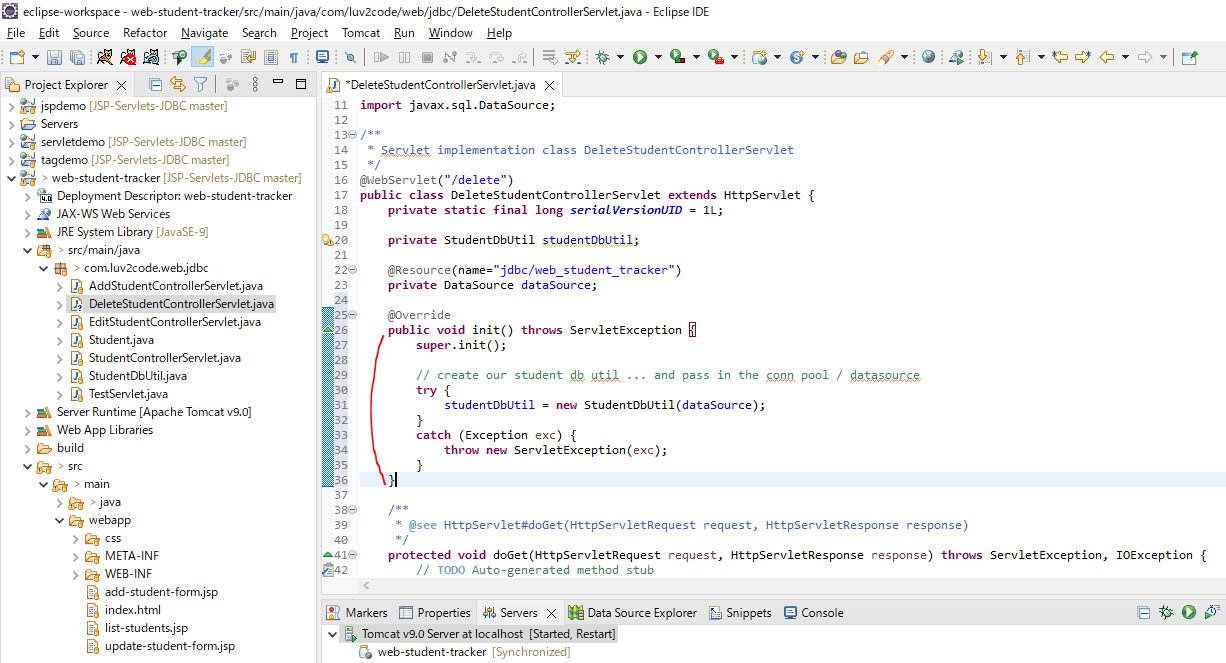 eclipse-workspace - web-student-tracker/src/main/java/com/luv2code/web/jdbc/DeleteStudentControllerServlet.java - Eclipse IDE
File Edit Source Refactor Navigate Search Project Tomcat Run Window Help
Project Explorer
jspdemo [JSP-Servlets-JDBC master]
Servers
servletdemo [JSP-Servlets-JDBC master]
tagdemo [JSP-Servlets-JDBC master]
> web-student-tracker [JSP-Servlets-JDBC master]
Deployment Descriptor: web-student-tracker
JAX-WS Web Services
JRE System Library [JavaSE-9]
> src/main/java
> com.luv2code.web.jdbc
AddStudentControllerServlet.java
DeleteStudentControllerServlet.java
EditStudentControllerServlet.java
Student.java
StudentControllerServlet.java
StudentDbUtil.java
TestServlet.java
Server Runtime [Apache Tomcat v9.0]
Web App Libraries
build
> src
> main
> java
webapp
css
META-INF
WEB-INF
add-student-form.jsp
index.html
list-students.jsp
update-student-form.jsp
*DeleteStudentControllerServlet.java
11 import javax.sql.DataSource;
12
13 /**
14  * Servlet implementation class DeleteStudentControllerServlet
15  */
16 @WebServlet("/delete")
17 public class DeleteStudentControllerServlet extends HttpServlet {
18     private static final long serialVersionUID = 1L;
19
20     private StudentDbUtil studentDbUtil;
21
22     @Resource(name="jdbc/web_student_tracker")
23     private DataSource dataSource;
24
25     @Override
26     public void init() throws ServletException {
27         super.init();
28
29         // create our student db util ... and pass in the conn pool / datasource
30         try {
31             studentDbUtil = new StudentDbUtil(dataSource);
32         }
33         catch (Exception exc) {
34             throw new ServletException(exc);
35         }
36     }
37
38     /**
39      * @see HttpServlet#doGet(HttpServletRequest request, HttpServletResponse response)
40      */
41     protected void doGet(HttpServletRequest request, HttpServletResponse response) throws ServletException, IOException {
42         // TODO Auto-generated method stub
Markers Properties Servers Data Source Explorer Snippets Console
Tomcat v9.0 Server at localhost [Started, Restart]
web-student-tracker [Synchronized]